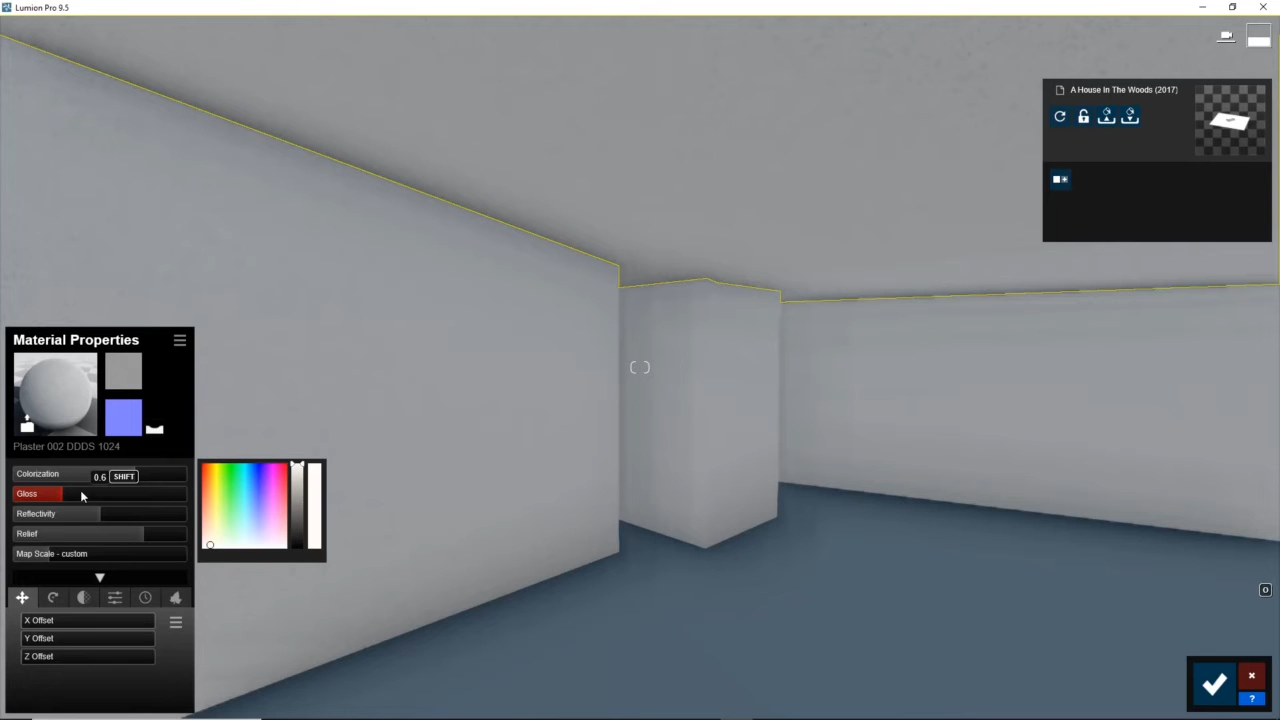 Lumion Pro 9.5
A House In The Woods (2017)
Material Properties
Plaster 002 DDDS 1024
Colorization
0.6 SHIFT
Gloss
Reflectivity
Relief
Map Scale - custom
X Offset
Y Offset
Z Offset
O
?